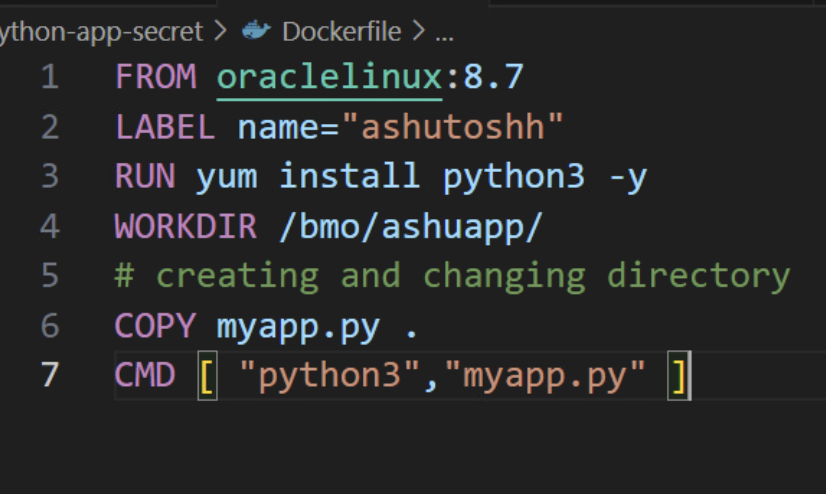 ython-app-secret > Dockerfile > ...
1 FROM oraclelinux:8.7
2 LABEL name="ashutoshh"
3 RUN yum install python3 -y
4 WORKDIR /bmo/ashuapp/
5 # creating and changing directory
6 COPY myapp.py .
7 CMD [ "python3","myapp.py" ]